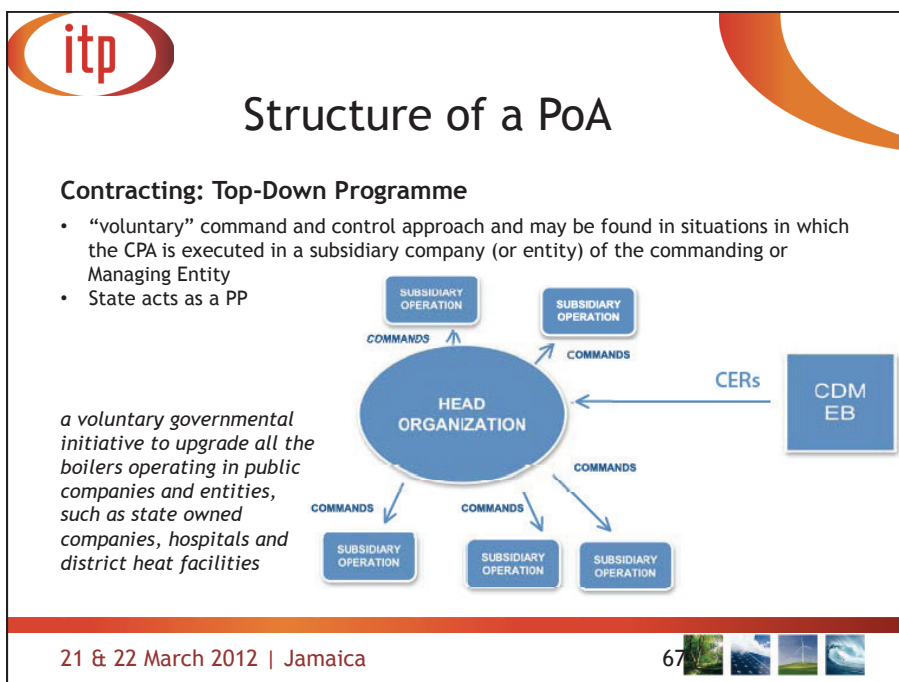 itp
Structure of a PoA
Contracting: Top-Down Programme
• “voluntary” command and control approach and may be found in situations in which
the CPA is executed in a subsidiary company (or entity) of the commanding or
Managing Entity
• State acts as a PP
SUBSIDIARY
OPERATION
SUBSIDIARY
OPERATION
COMMANDS
COMMANDS
HEAD
ORGANIZATION
CERs
CDM
EB
a voluntary governmental
initiative to upgrade all the
boilers operating in public
companies and entities,
such as state owned
companies, hospitals and
district heat facilities
COMMANDS
COMMANDS
COMMANDS
SUBSIDIARY
OPERATION
SUBSIDIARY
OPERATION
SUBSIDIARY
OPERATION
21 & 22 March 2012 | Jamaica
67